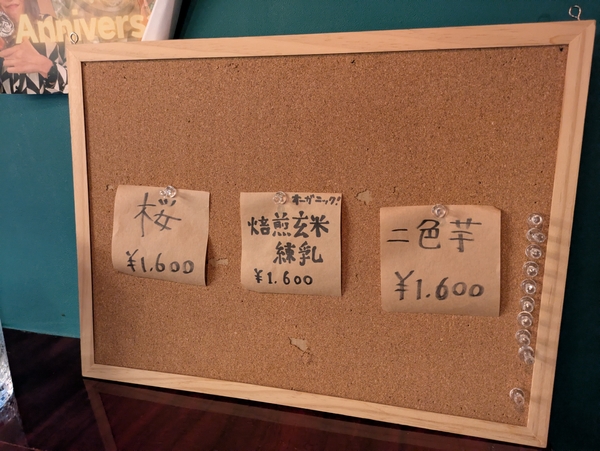 Annivers
桜
¥1,600
オーガニック!
焙煎玄米
練乳
¥1.600
二色芋
¥1.600